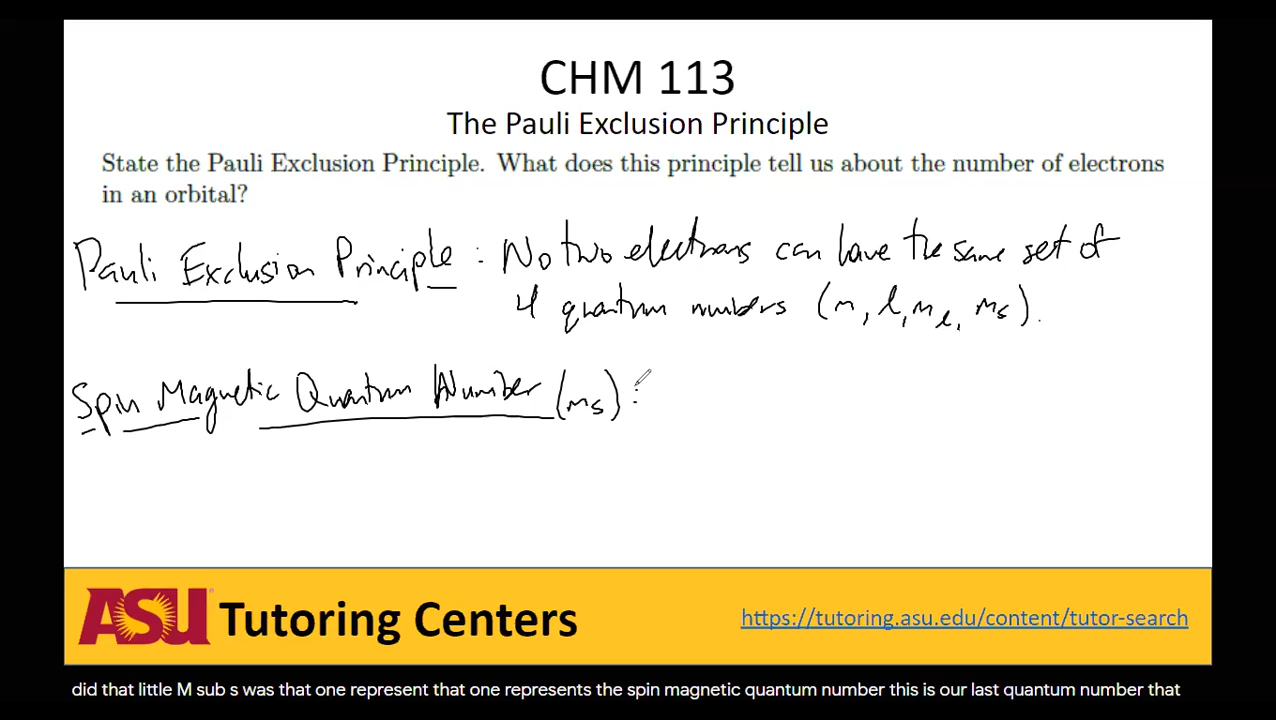 CHM 113
The Pauli Exclusion Principle
State the Pauli Exclusion Principle. What does this principle tell us about the number of electrons
in an orbital?
Pauli Exclusion Principle : No two electrons can have the same set of
4 quantum numbers (n, l, ml, ms).
Spin Magnetic Quantum Number (ms) :
ASU Tutoring Centers
https://tutoring.asu.edu/content/tutor-search
did that little M sub s was that one represent that one represents the spin magnetic quantum number this is our last quantum number that